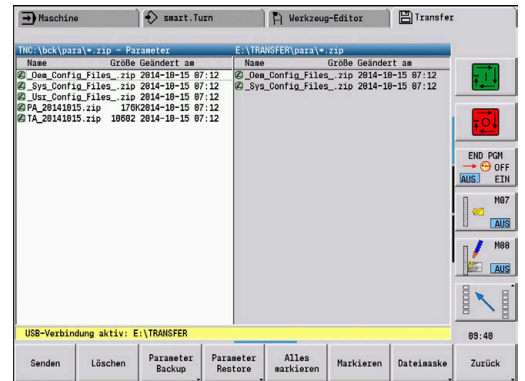 Maschine smart.Turn Werkzeug-Editor Transfer
TNC:\bck\para\*.zip - Parameter
Name Größe Geändert am
_Oem_Config_Files_.zip 2014-10-15 07:12
_Sys_Config_Files_.zip 2014-10-15 07:12
_Usr_Config_Files_.zip 2014-10-15 07:12
PA_20141015.zip 176K2014-10-15 07:12
TA_20141015.zip 10602 2014-10-15 07:12
E:\TRANSFER\para\*.zip
Name Größe Geändert am
_Oem_Config_Files_.zip 2014-10-15 07:12
_Sys_Config_Files_.zip 2014-10-15 07:12
END PGM
OFF
AUS EIN
M07
AUS
M08
AUS
USB-Verbindung aktiv: E:\TRANSFER
09:40
Senden
Löschen
Parameter
Backup
Parameter
Restore
Alles
markieren
Markieren
Dateimaske
Zurück